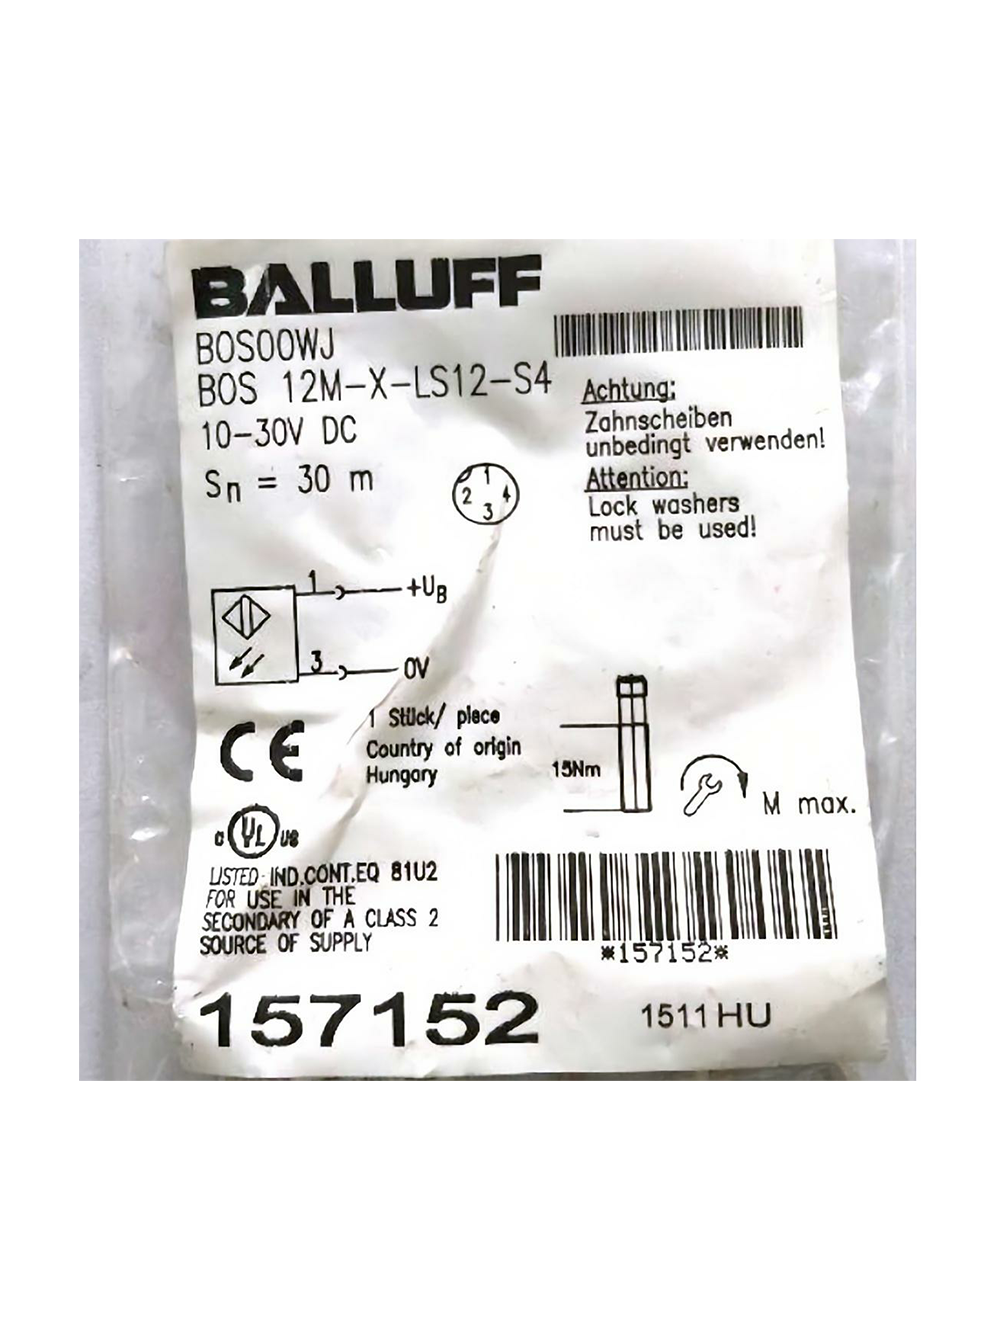 BALLUFF
BOS00WJ
BOS 12M-X-LS12-S4
10-30V DC
Sn = 30 m
1
2 4
3
Achtung:
Zahnscheiben
unbedingt verwenden!
Attention:
Lock washers
must be used!
1 +UB
3 0V
CE
1 Stück/ piece
Country of origin
Hungary
15Nm
M max.
C UL US
LISTED IND.CONT.EQ 81U2
FOR USE IN THE
SECONDARY OF A CLASS 2
SOURCE OF SUPPLY
*157152*
157152
1511HU